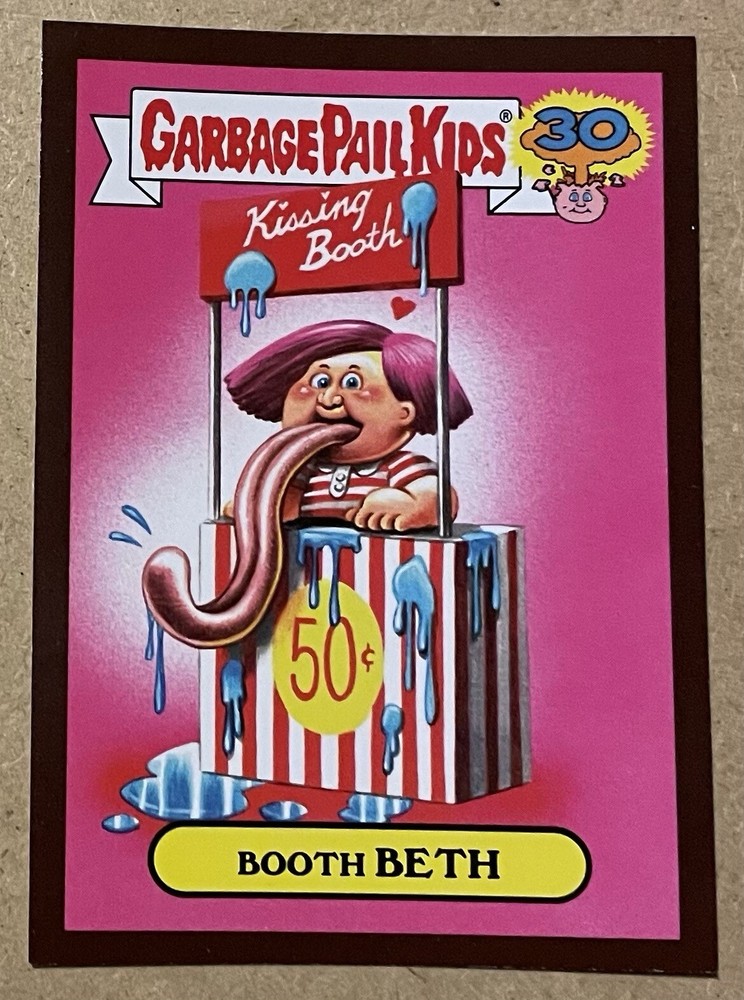 GARBAGE PAIL KIDS®
30
Kissing
Booth
50¢
BOOTH BETH